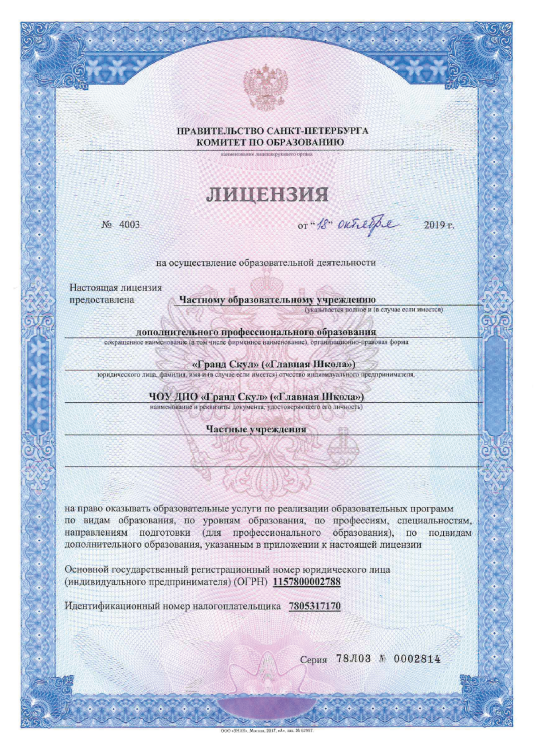 ПРАВИТЕЛЬСТВО САНКТ-ПЕТЕРБУРГА
КОМИТЕТ ПО ОБРАЗОВАНИЮ
наименование лицензирующего органа
ЛИЦЕНЗИЯ
№ 4003 от "18" октября 2019 г.
на осуществление образовательной деятельности
Настоящая лицензия
предоставлена Частному образовательному учреждению
(указывается полное и (в случае если имеется)
дополнительного профессионального образования
сокращенное наименование (в том числе фирменное наименование), организационно-правовая форма
«Гранд Скул» («Главная Школа»)
юридического лица, фамилия, имя и (в случае если имеется) отчество индивидуального предпринимателя,
ЧОУ ДПО «Гранд Скул» («Главная Школа»)
наименование и реквизиты документа, удостоверяющего его личность)
Частные учреждения
на право оказывать образовательные услуги по реализации образовательных программ
по видам образования, по уровням образования, по профессиям, специальностям,
направлениям подготовки (для профессионального образования), по подвидам
дополнительного образования, указанным в приложении к настоящей лицензии
Основной государственный регистрационный номер юридического лица
(индивидуального предпринимателя) (ОГРН) 1157800002788
Идентификационный номер налогоплательщика 7805317170
Серия 78Л03 № 0002814